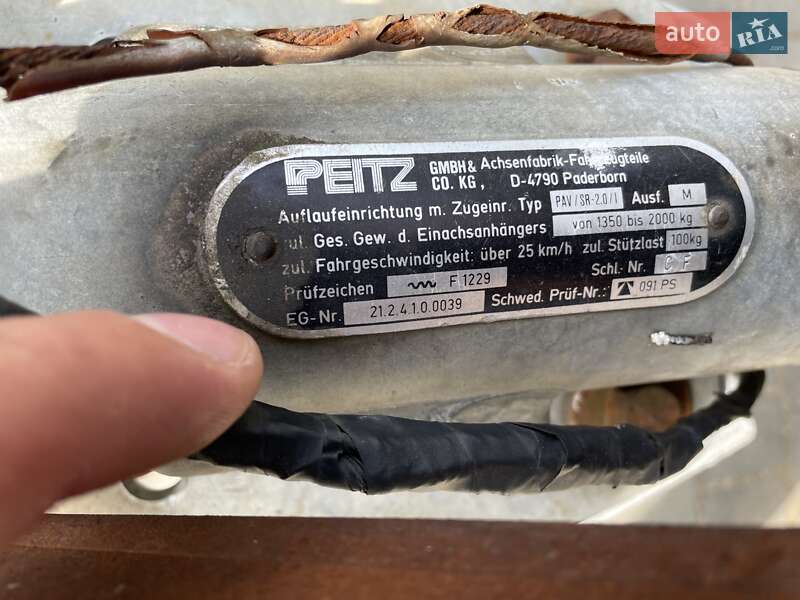 auto RIA
.com
PEITZ GMBH & CO. KG, Achsenfabrik-Fahrzeugteile
D-4790 Paderborn
Auflaufeinrichtung m. Zugeinr. Typ PAV/SR-2.0/1 Ausf. M
zul. Ges. Gew. d. Einachsanhängers von 1350 bis 2000 kg
zul. Fahrgeschwindigkeit: über 25 km/h zul. Stützlast 100kg
Prüfzeichen F 1229 Schl.-Nr. C F
EG-Nr. 21.2.4.1.0.0039 Schwed. Prüf-Nr.: 091 PS